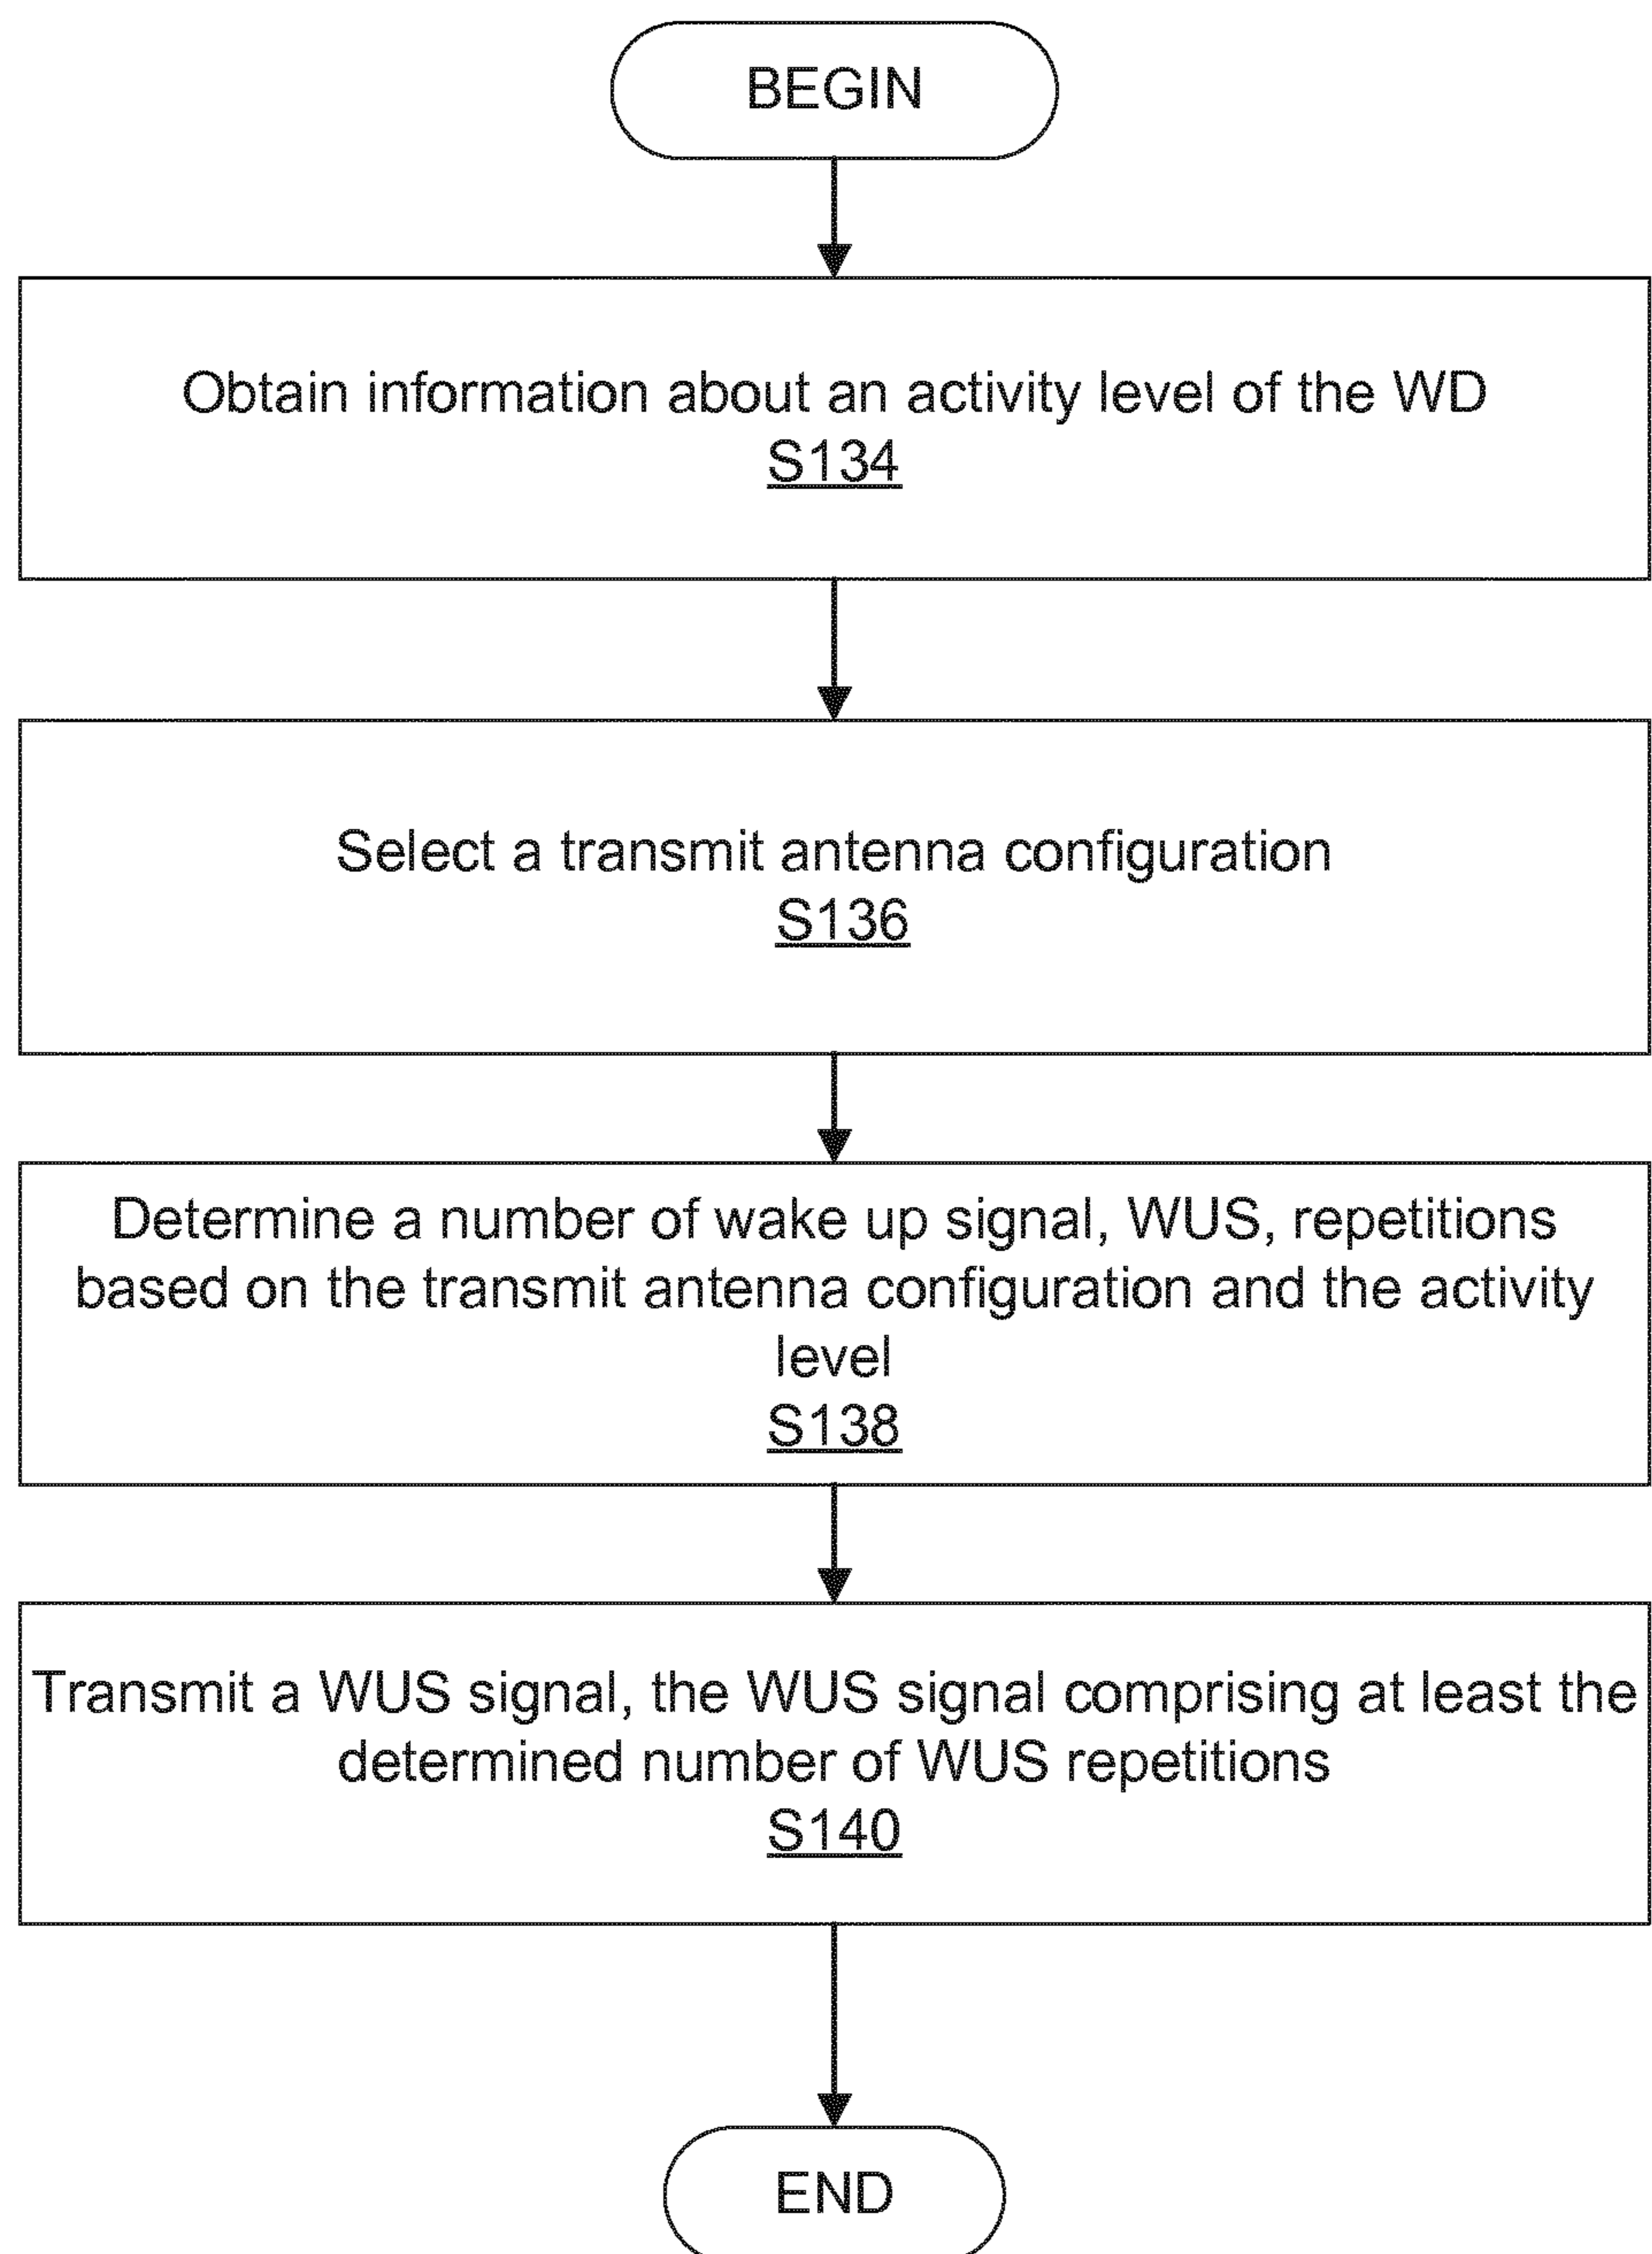 BEGIN
Obtain information about an activity level of the WD
S134
Select a transmit antenna configuration
S136
Determine a number of wake up signal, WUS, repetitions
based on the transmit antenna configuration and the activity
level
S138
Transmit a WUS signal, the WUS signal comprising at least the
determined number of WUS repetitions
S140
END